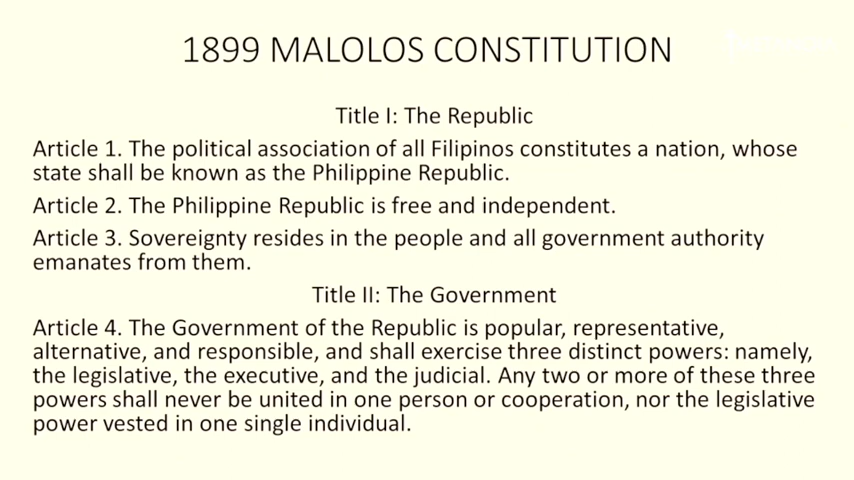 1899 MALOLOS CONSTITUTION
Title I: The Republic
Article 1. The political association of all Filipinos constitutes a nation, whose
state shall be known as the Philippine Republic.
Article 2. The Philippine Republic is free and independent.
Article 3. Sovereignty resides in the people and all government authority
emanates from them.
Title II: The Government
Article 4. The Government of the Republic is popular, representative,
alternative, and responsible, and shall exercise three distinct powers: namely,
the legislative, the executive, and the judicial. Any two or more of these three
powers shall never be united in one person or cooperation, nor the legislative
power vested in one single individual.